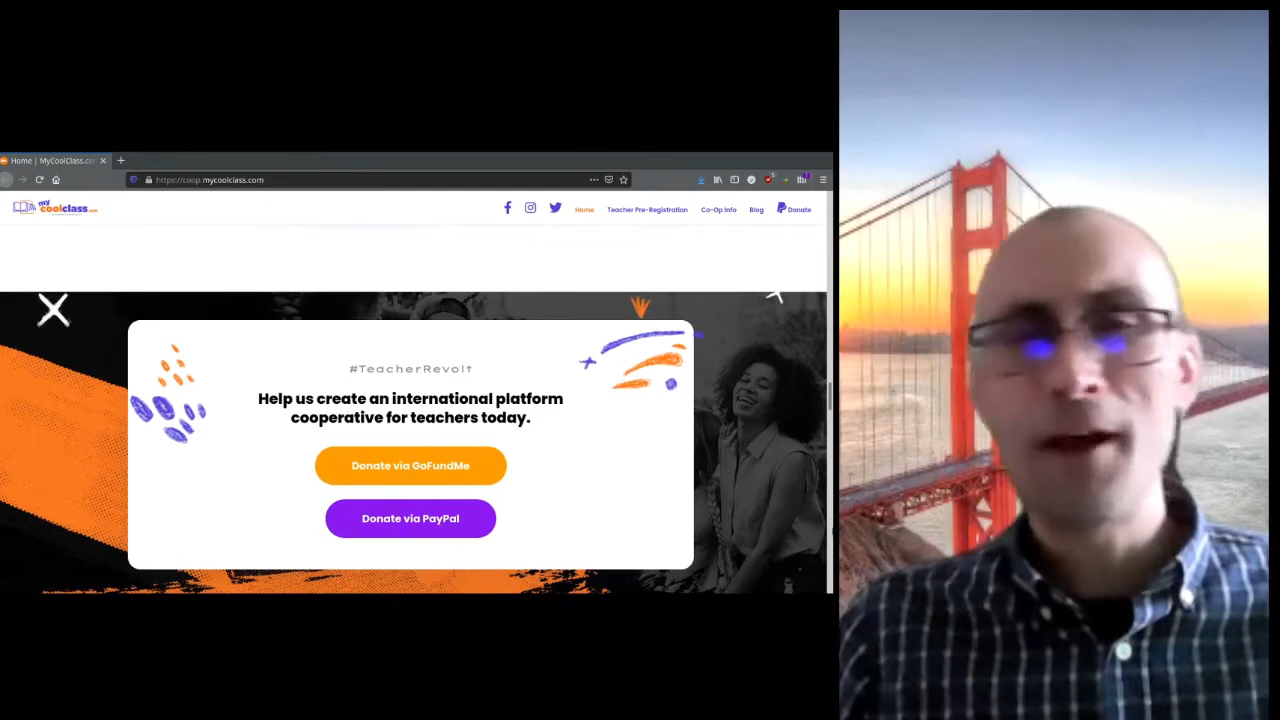 Home | MyCoolClass.co
https://coop.mycoolclass.com
my
coolclass.com
Home
Teacher Pre-Registration
Co-Op Info
Blog
Donate
#TeacherRevolt
Help us create an international platform
cooperative for teachers today.
Donate via GoFundMe
Donate via PayPal